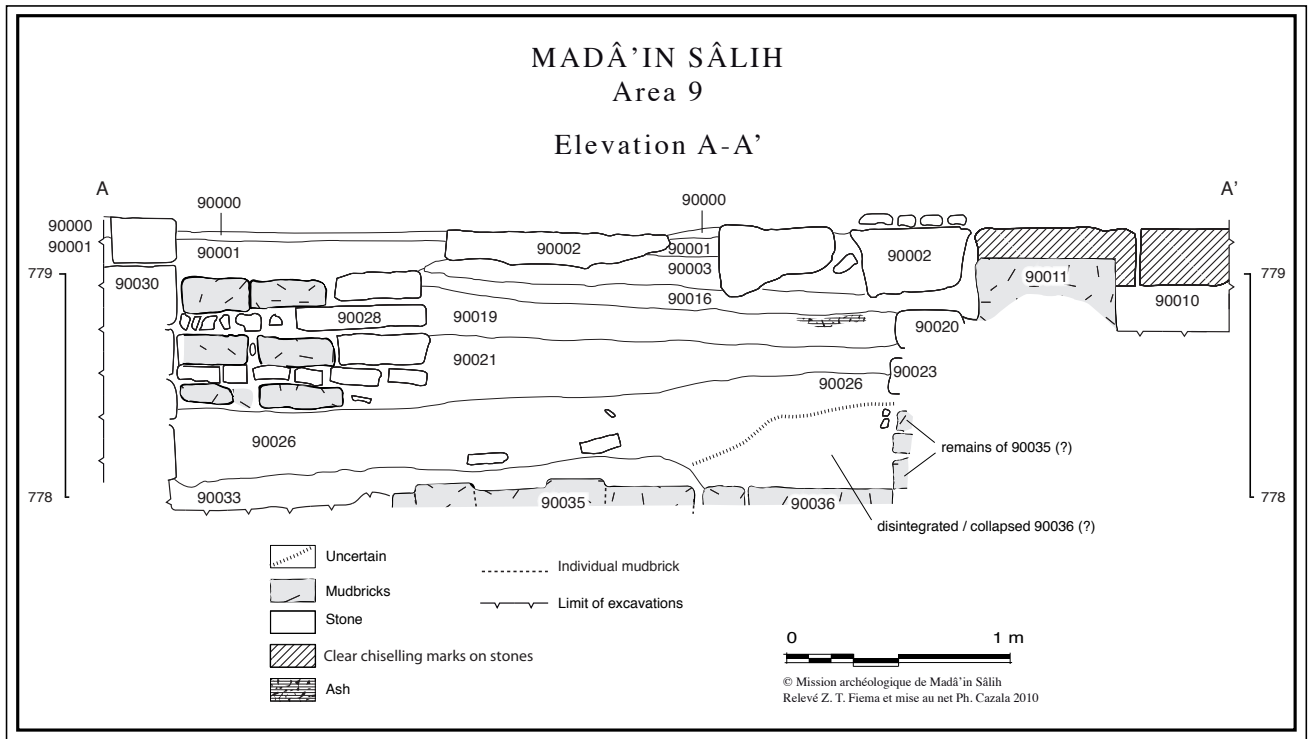 MADÂ’IN SÂLIH
Area 9
Elevation A-A’
A
A’
90000
90000
90000
90001
90001
90002
90001
90002
90003
90011
779
779
90030
90016
90010
90028
90019
90020
90021
90023
90026
90026
remains of 90035 (?)
778
90033
90035
90036
778
disintegrated / collapsed 90036 (?)
Uncertain
Individual mudbrick
Mudbricks
Limit of excavations
Stone
Clear chiselling marks on stones
Ash
0 1 m
© Mission archéologique de Madâ’in Sâlih
Relevé Z. T. Fiema et mise au net Ph. Cazala 2010